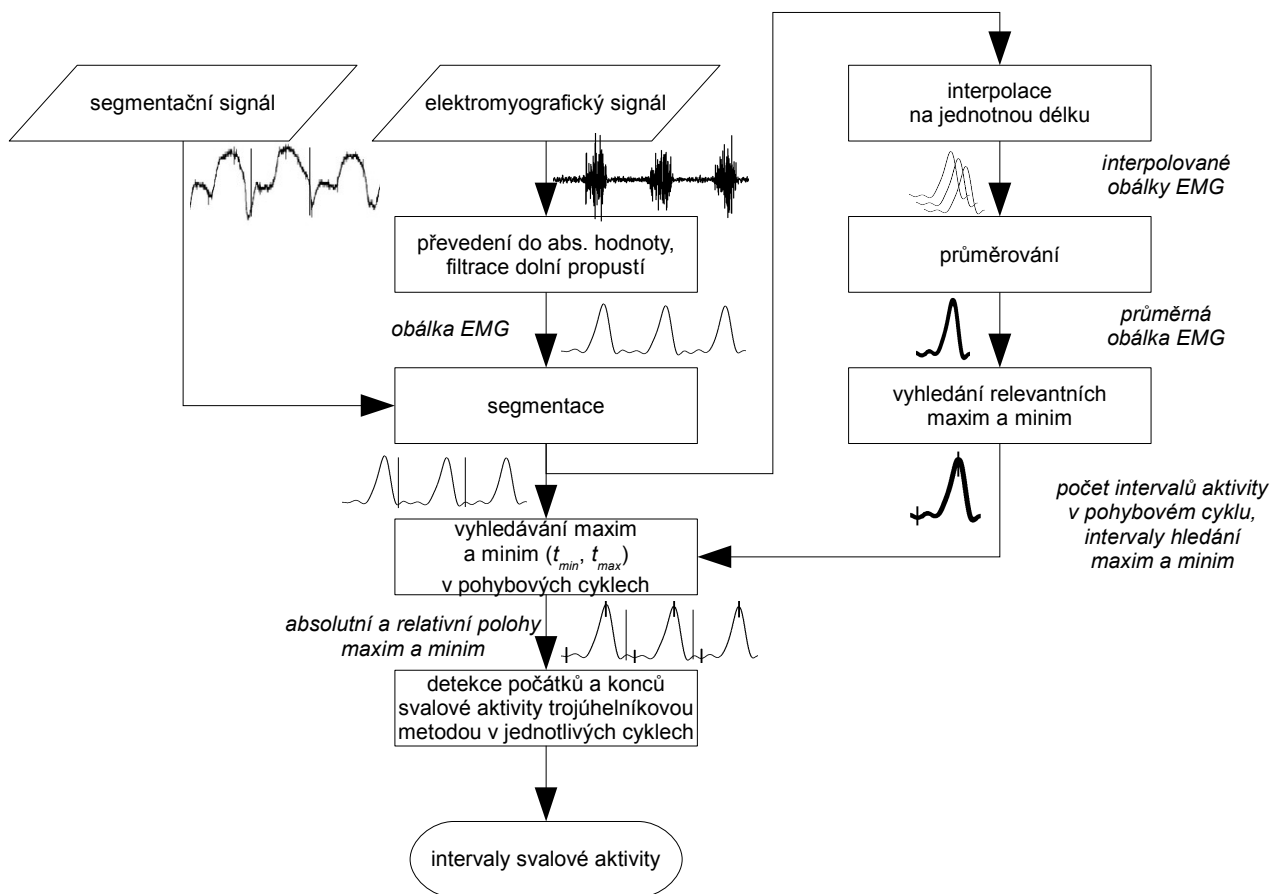 segmentační signál
elektromyografický signál
převedení do abs. hodnoty,
filtrace dolní propustí
obálka EMG
segmentace
vyhledávání maxim
a minim (t_min, t_max)
v pohybových cyklech
absolutní a relativní polohy
maxim a minim
detekce počátků a konců
svalové aktivity trojúhelníkovou
metodou v jednotlivých cyklech
intervaly svalové aktivity
interpolace
na jednotnou délku
interpolované
obálky EMG
průměrování
průměrná
obálka EMG
vyhledání relevantních
maxim a minim
počet intervalů aktivity
v pohybovém cyklu,
intervaly hledání
maxim a minim